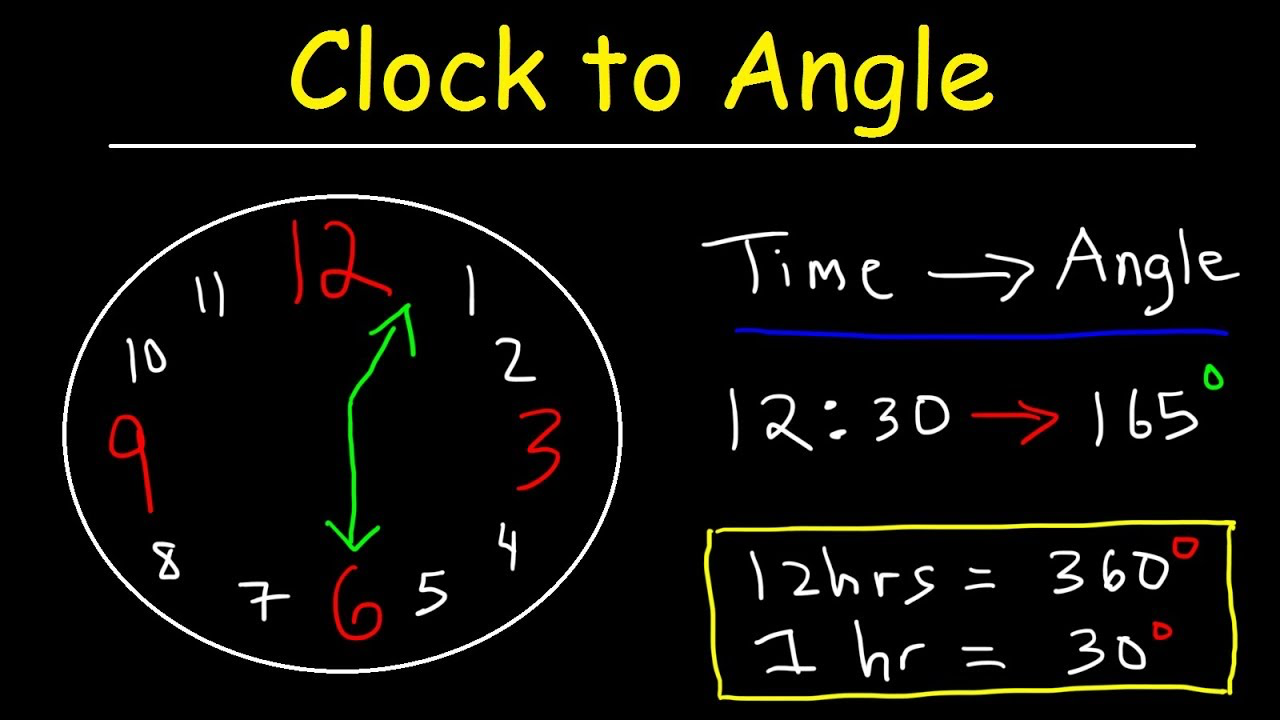 Clock to Angle
12
11
1
10
2
9
3
8
4
7
6
5
Time → Angle
12:30 → 165°
12hrs = 360°
1 hr = 30°